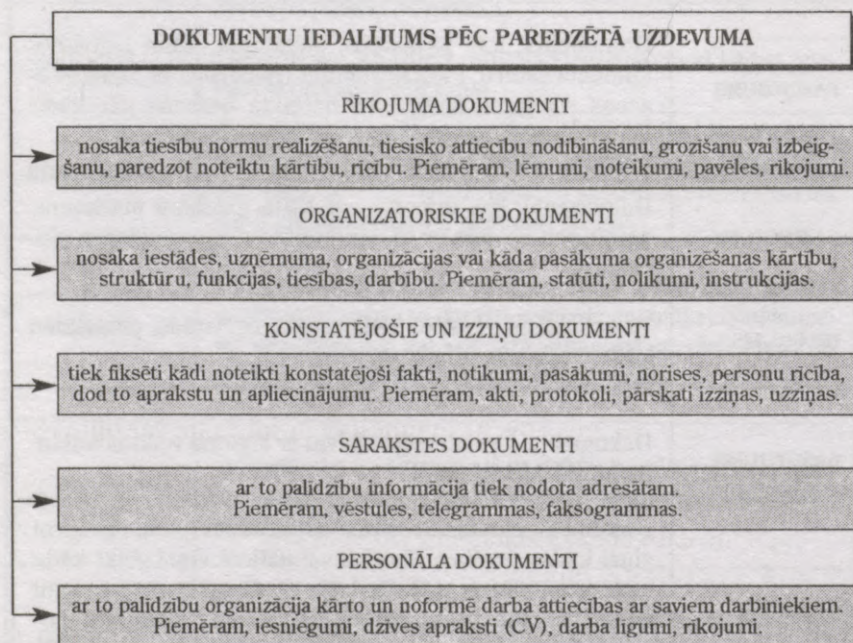 DOKUMENTU IEDALĪJUMS PĒC PAREDZĒTĀ UZDEVUMA
RĪKOJUMA DOKUMENTI
nosaka tiesību normu realizēšanu, tiesisko attiecību nodibināšanu, grozīšanu vai izbeig-
šanu, paredzot noteiktu kārtību, rīcību. Piemēram, lēmumi, noteikumi, pavēles, rīkojumi.
ORGANIZATORISKIE DOKUMENTI
nosaka iestādes, uzņēmuma, organizācijas vai kāda pasākuma organizēšanas kārtību,
struktūru, funkcijas, tiesības, darbību. Piemēram, statūti, nolikumi, instrukcijas.
KONSTATĒJOŠIE UN IZZIŅU DOKUMENTI
tiek fiksēti kādi noteikti konstatējoši fakti, notikumi, pasākumi, norises, personu rīcība,
dod to aprakstu un apliecinājumu. Piemēram, akti, protokoli, pārskati izziņas, uzziņas.
SARAKSTES DOKUMENTI
ar to palīdzību informācija tiek nodota adresātam.
Piemēram, vēstules, telegrammas, faksogrammas.
PERSONĀLA DOKUMENTI
ar to palīdzību organizācija kārto un noformē darba attiecības ar saviem darbiniekiem.
Piemēram, iesniegumi, dzīves apraksti (CV), darba līgumi, rīkojumi.